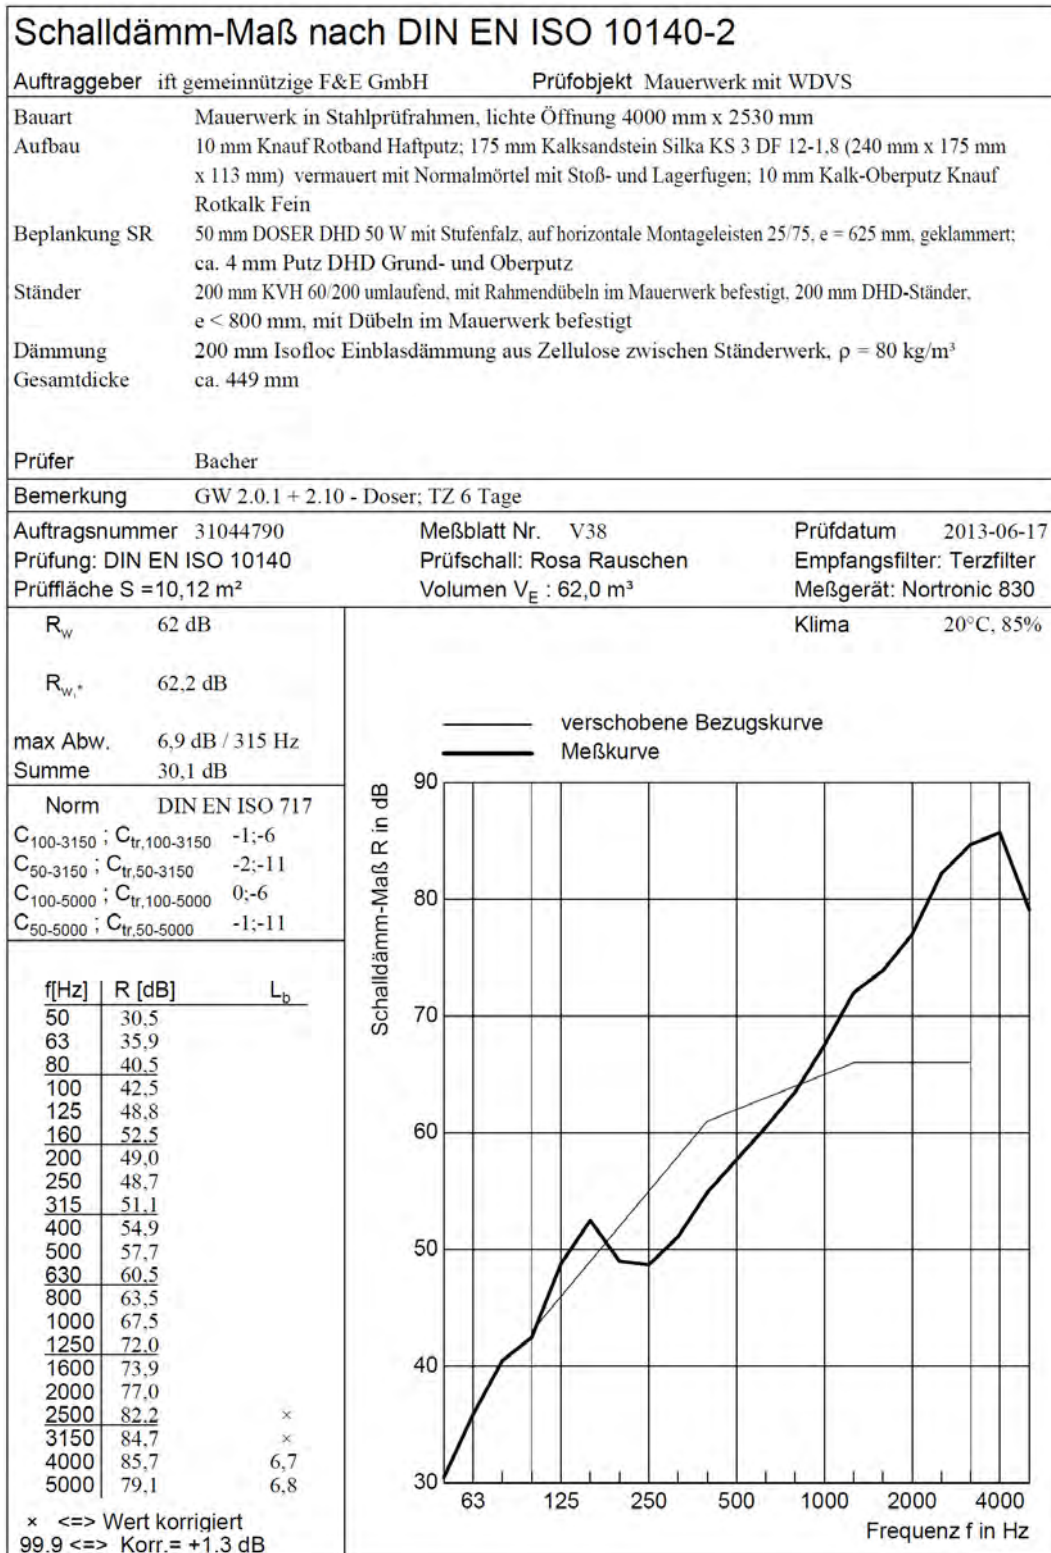 Schalldämm-Maß nach DIN EN ISO 10140-2
Auftraggeber ift gemeinnützige F&E GmbH Prüfobjekt Mauerwerk mit WDVS
Bauart Mauerwerk in Stahlprüfrahmen, lichte Öffnung 4000 mm x 2530 mm
Aufbau 10 mm Knauf Rotband Haftputz; 175 mm Kalksandstein Silka KS 3 DF 12-1,8 (240 mm x 175 mm
x 113 mm) vermauert mit Normalmörtel mit Stoß- und Lagerfugen; 10 mm Kalk-Oberputz Knauf
Rotkalk Fein
Beplankung SR 50 mm DOSER DHD 50 W mit Stufenfalz, auf horizontale Montageleisten 25/75, e = 625 mm, geklammert;
ca. 4 mm Putz DHD Grund- und Oberputz
Ständer 200 mm KVH 60/200 umlaufend, mit Rahmendübeln im Mauerwerk befestigt, 200 mm DHD-Ständer,
e < 800 mm, mit Dübeln im Mauerwerk befestigt
Dämmung 200 mm Isofloc Einblasdämmung aus Zellulose zwischen Ständerwerk, ρ = 80 kg/m³
Gesamtdicke ca. 449 mm
Prüfer Bacher
Bemerkung GW 2.0.1 + 2.10 - Doser; TZ 6 Tage
Auftragsnummer 31044790 Meßblatt Nr. V38 Prüfdatum 2013-06-17
Prüfung: DIN EN ISO 10140 Prüfschall: Rosa Rauschen Empfangsfilter: Terzfilter
Prüffläche S =10,12 m² Volumen V_E : 62,0 m³ Meßgerät: Nortronic 830
R_w 62 dB
Klima 20°C, 85%
R_w,* 62,2 dB
max Abw. 6,9 dB / 315 Hz
Summe 30,1 dB
Norm DIN EN ISO 717
C_100-3150 ; C_tr,100-3150 -1;-6
C_50-3150 ; C_tr,50-3150 -2;-11
C_100-5000 ; C_tr,100-5000 0;-6
C_50-5000 ; C_tr,50-5000 -1;-11
f[Hz] R [dB] L_b
50 30,5
63 35,9
80 40,5
100 42,5
125 48,8
160 52,5
200 49,0
250 48,7
315 51,1
400 54,9
500 57,7
630 60,5
800 63,5
1000 67,5
1250 72,0
1600 73,9
2000 77,0
2500 82,2 ×
3150 84,7 ×
4000 85,7 6,7
5000 79,1 6,8
× <=> Wert korrigiert
99.9 <=> Korr.= +1.3 dB
verschobene Bezugskurve
Meßkurve
Schalldämm-Maß R in dB
90
80
70
60
50
40
30
63 125 250 500 1000 2000 4000
Frequenz f in Hz